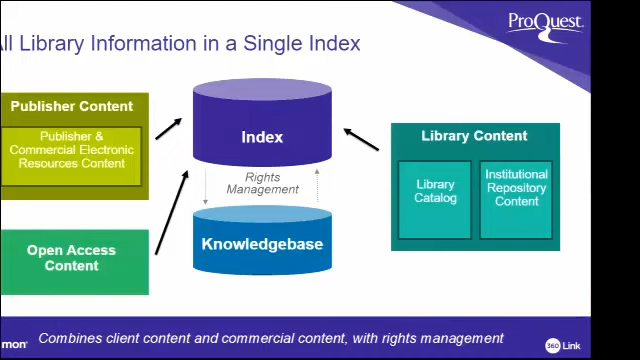 ProQuest
All Library Information in a Single Index
Publisher Content
Publisher &
Commercial Electronic
Resources Content
Index
Library Content
Library
Catalog
Institutional
Repository
Content
Rights
Management
Open Access
Content
Knowledgebase
mon
Combines client content and commercial content, with rights management
360 Link